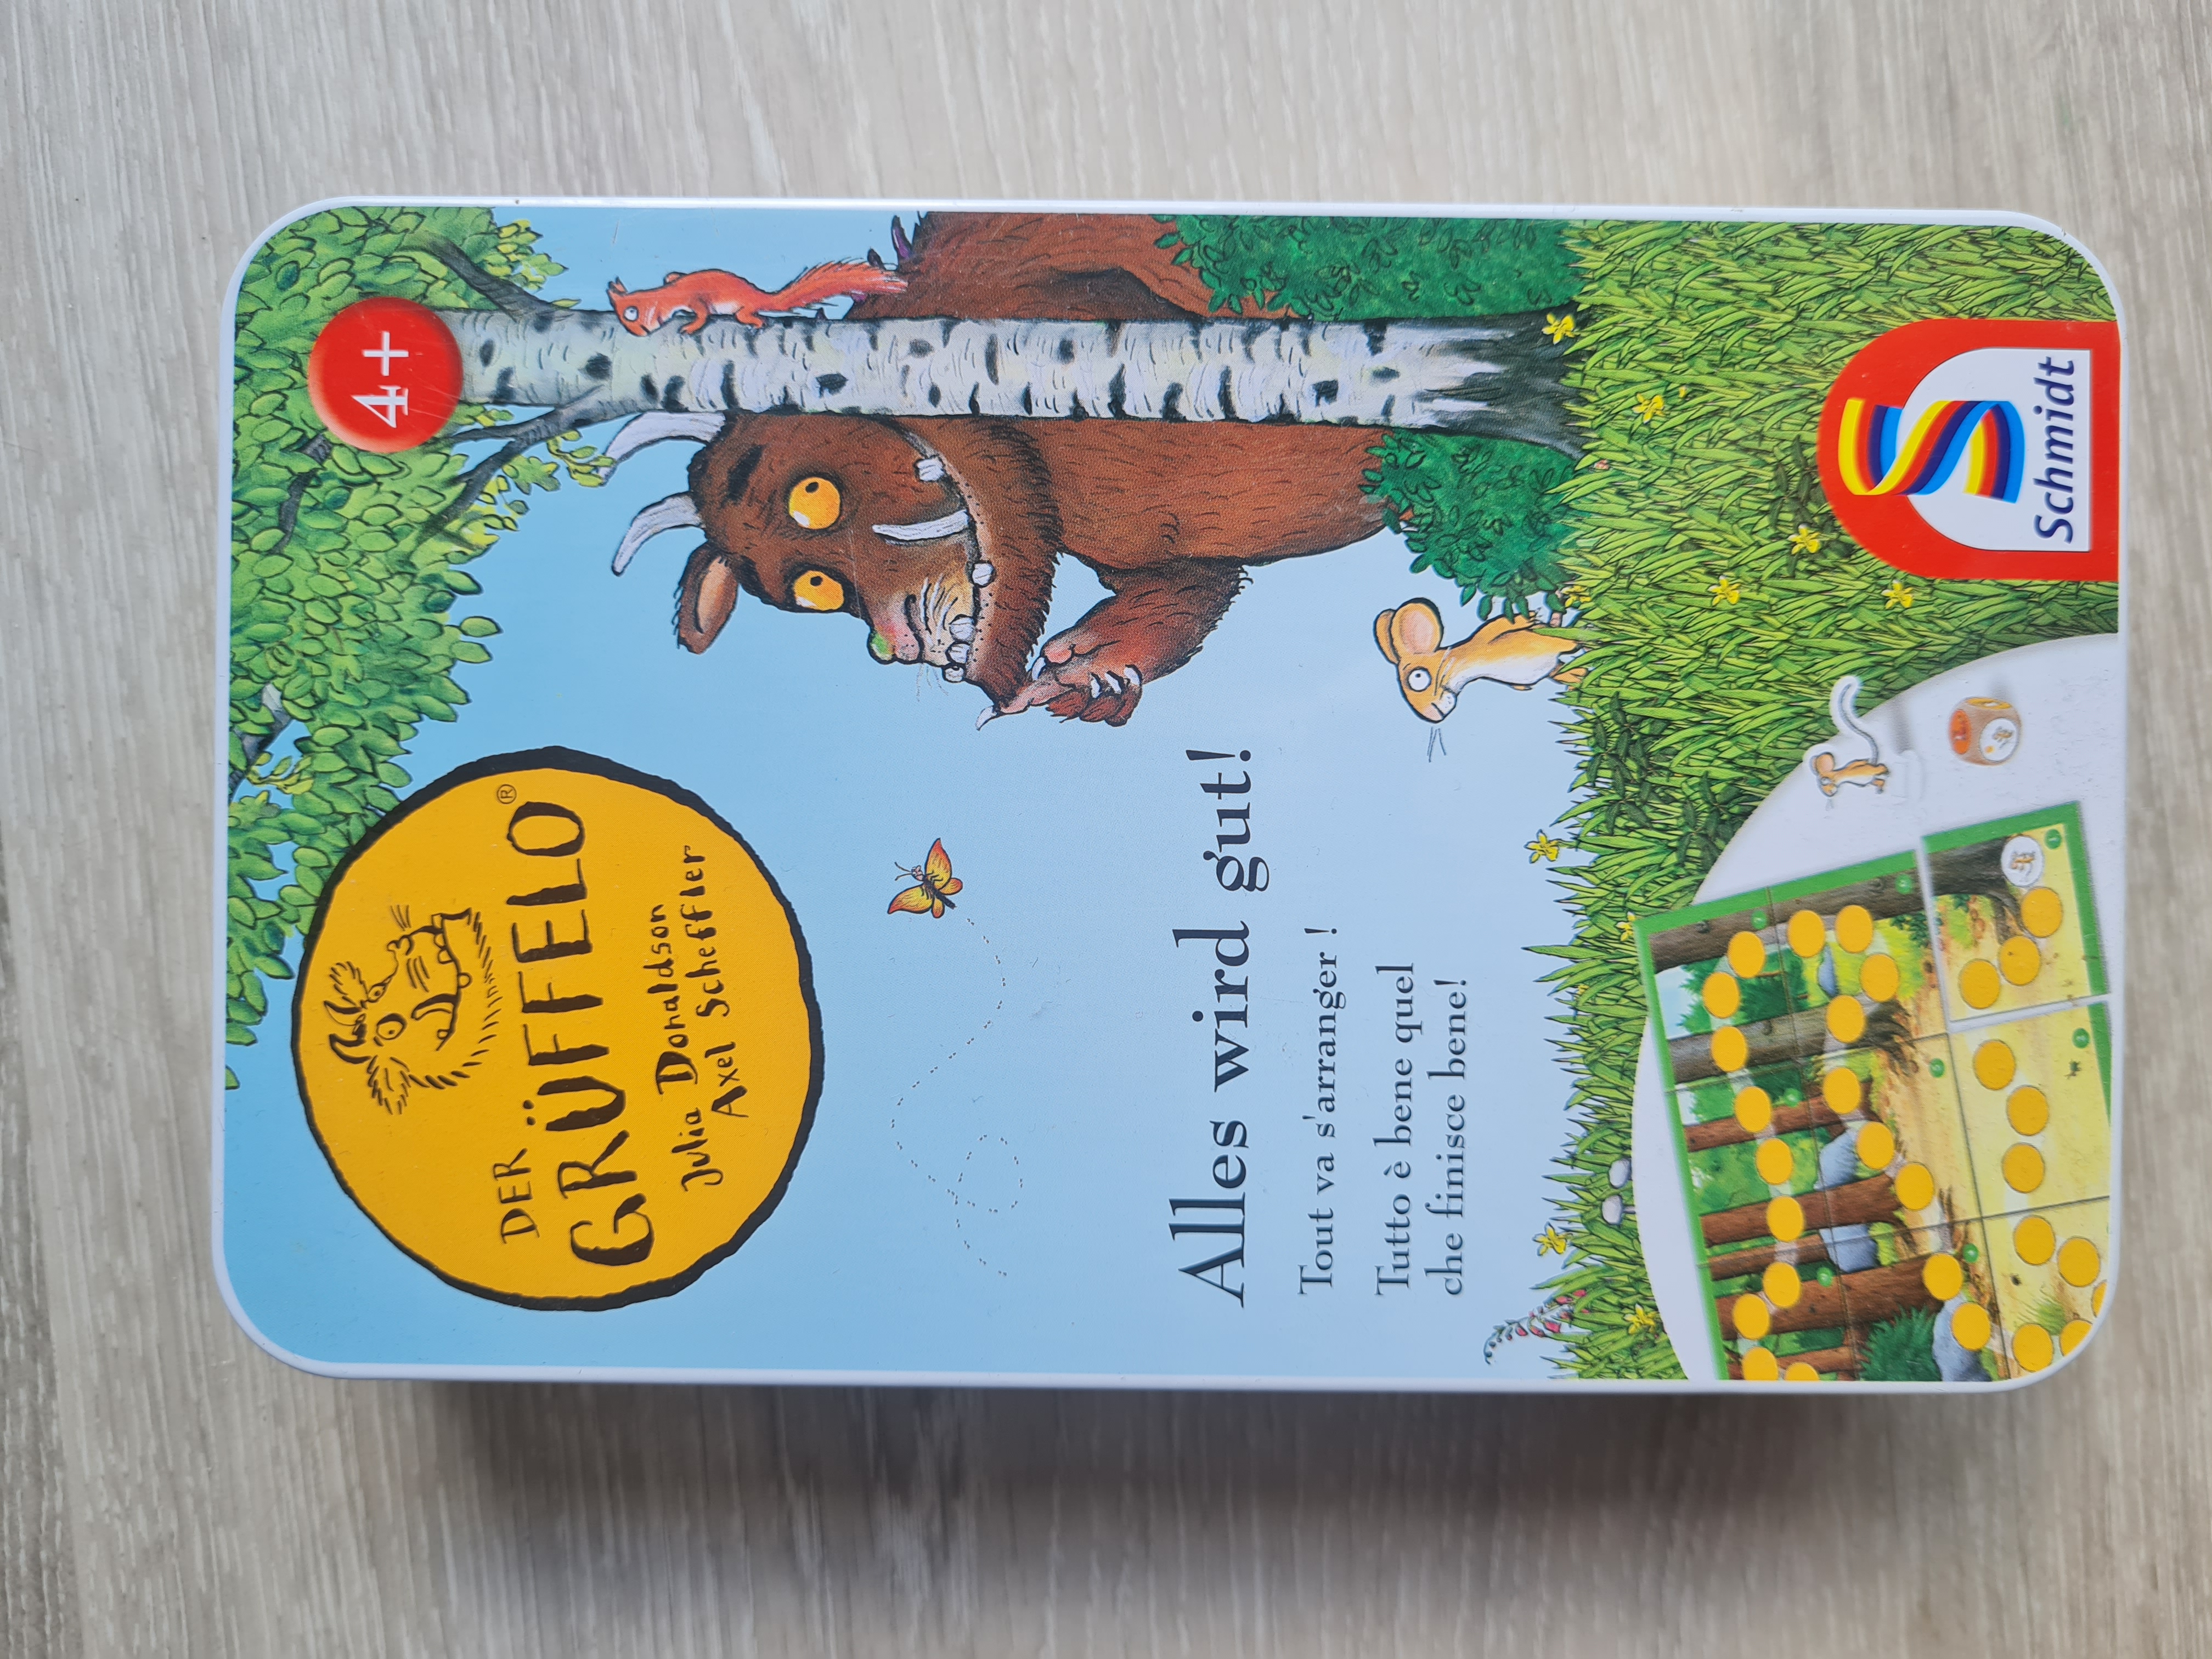 4+
DER
GRÜFFELO®
Julia Donaldson
Axel Scheffler
Alles wird gut!
Tout va s'arranger !
Tutto è bene quel
che finisce bene!
Schmidt